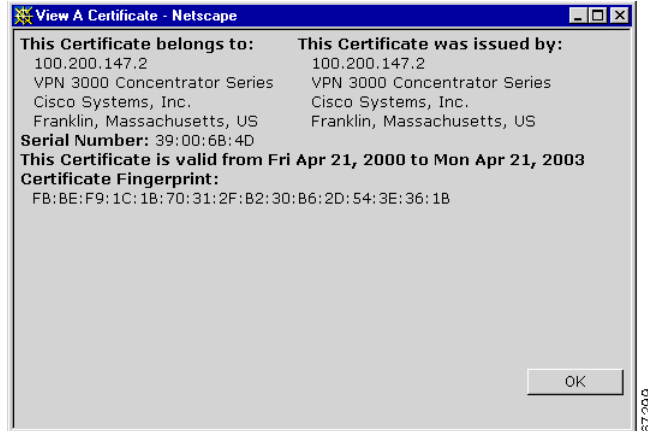 View A Certificate - Netscape
This Certificate belongs to:
100.200.147.2
VPN 3000 Concentrator Series
Cisco Systems, Inc.
Franklin, Massachusetts, US
This Certificate was issued by:
100.200.147.2
VPN 3000 Concentrator Series
Cisco Systems, Inc.
Franklin, Massachusetts, US
Serial Number: 39:00:6B:4D
This Certificate is valid from Fri Apr 21, 2000 to Mon Apr 21, 2003
Certificate Fingerprint:
FB:BE:F9:1C:1B:70:31:2F:B2:30:B6:2D:54:3E:36:1B
OK
67299